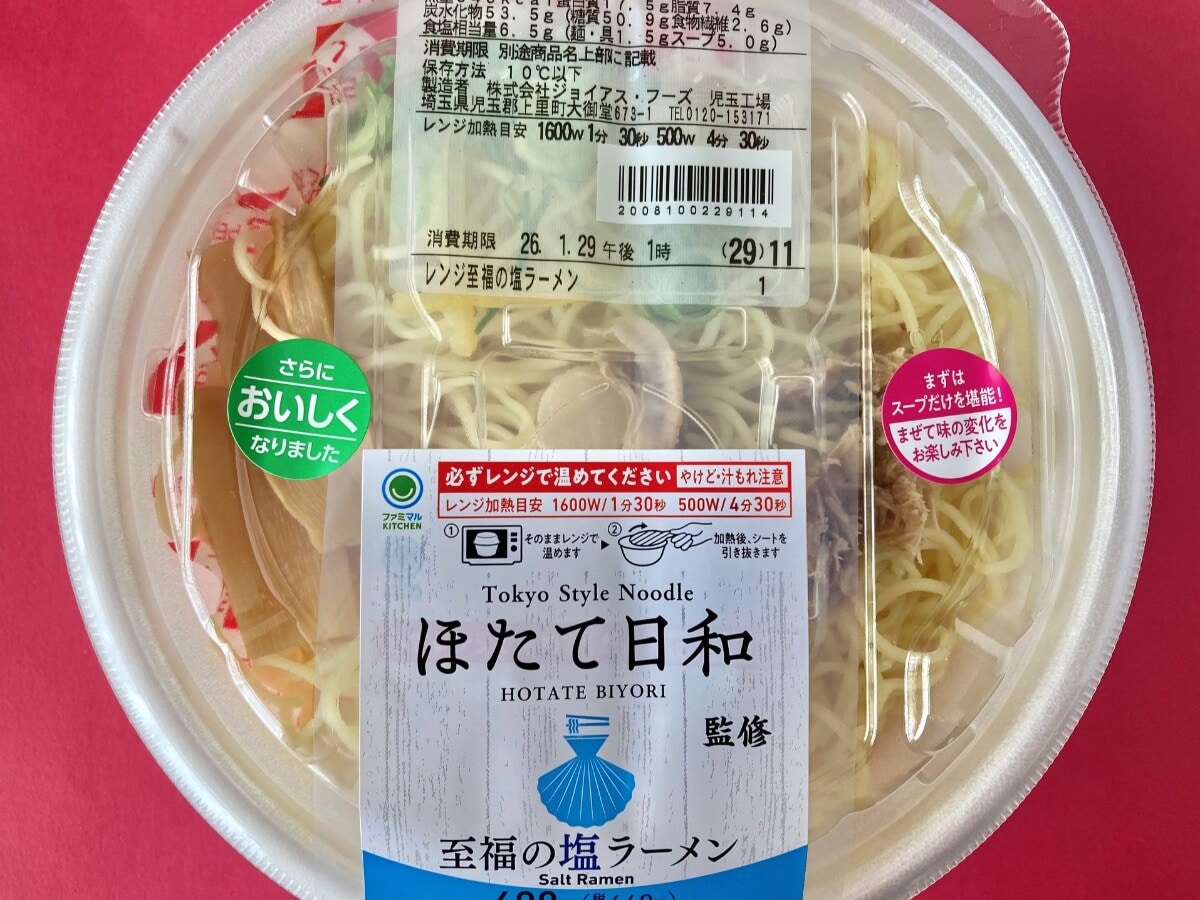 蛋白質17.5g脂質7.4g
炭水化物53.5g(糖質50.9g食物繊維2.6g)
食塩相当量6.5g(麺・具1.5gスープ5.0g)
消費期限 別途商品名上部に記載
保存方法 10℃以下
製造者 株式会社ジョイアス・フーズ 児玉工場
埼玉県児玉郡上里町大御堂673-1 TEL0120-153171
レンジ加熱目安 1600W 1分 30秒 500W 4分 30秒
2008100229114
消費期限 26. 1.29 午後 1時 (29)11
レンジ至福の塩ラーメン 1
さらに
おいしく
なりました
まずは
スープだけを堪能!
まぜて味の変化を
お楽しみ下さい
ファミマル
KITCHEN
必ずレンジで温めてください やけど・汁もれ注意
レンジ加熱目安 1600W/1分30秒 500W/4分30秒
① そのままレンジで
温めます
② 加熱後、シートを
引き抜きます
Tokyo Style Noodle
ほたて日和
HOTATE BIYORI
監修
至福の塩ラーメン
Salt Ramen